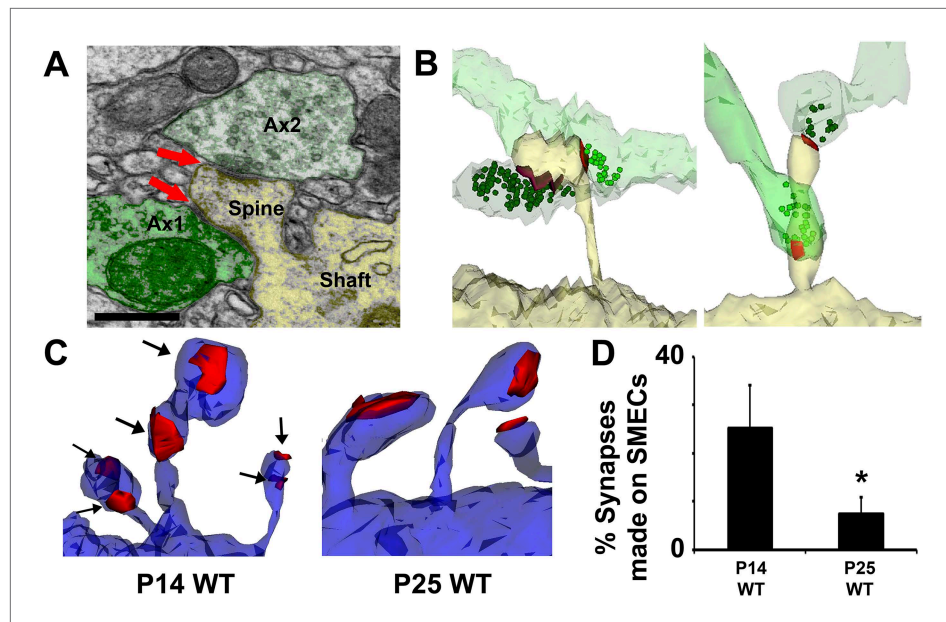 A
Ax2
Spine
Ax1
Shaft
B
C
P14 WT
P25 WT
D
% Synapses
made on SMECs
40
0
*
P14
WT
P25
WT